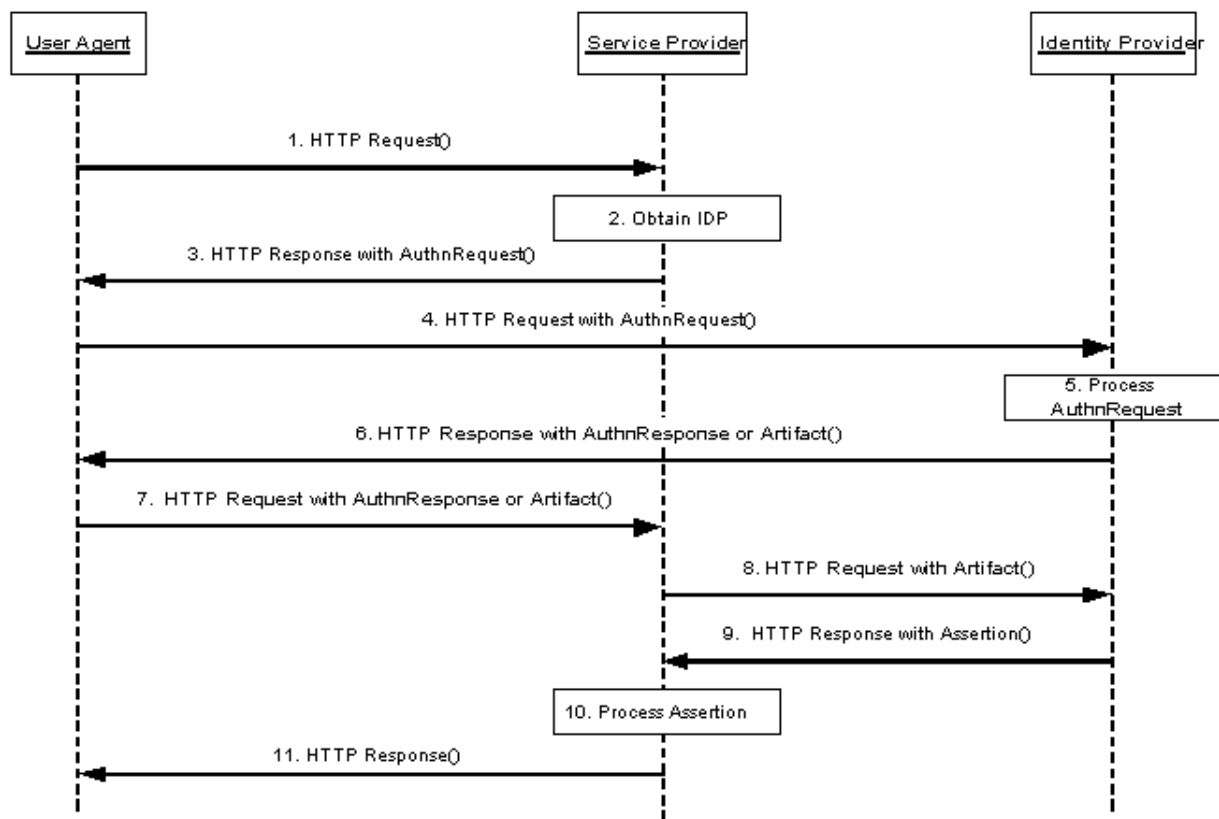 User Agent
Service Provider
Identity Provider
1. HTTP Request()
2. Obtain IDP
3. HTTP Response with AuthnRequest()
4. HTTP Request with AuthnRequest()
5. Process
AuthnRequest
6. HTTP Response with AuthnResponse or Artifact()
7. HTTP Request with AuthnResponse or Artifact()
8. HTTP Request with Artifact()
9. HTTP Response with Assertion()
10. Process Assertion
11. HTTP Response()